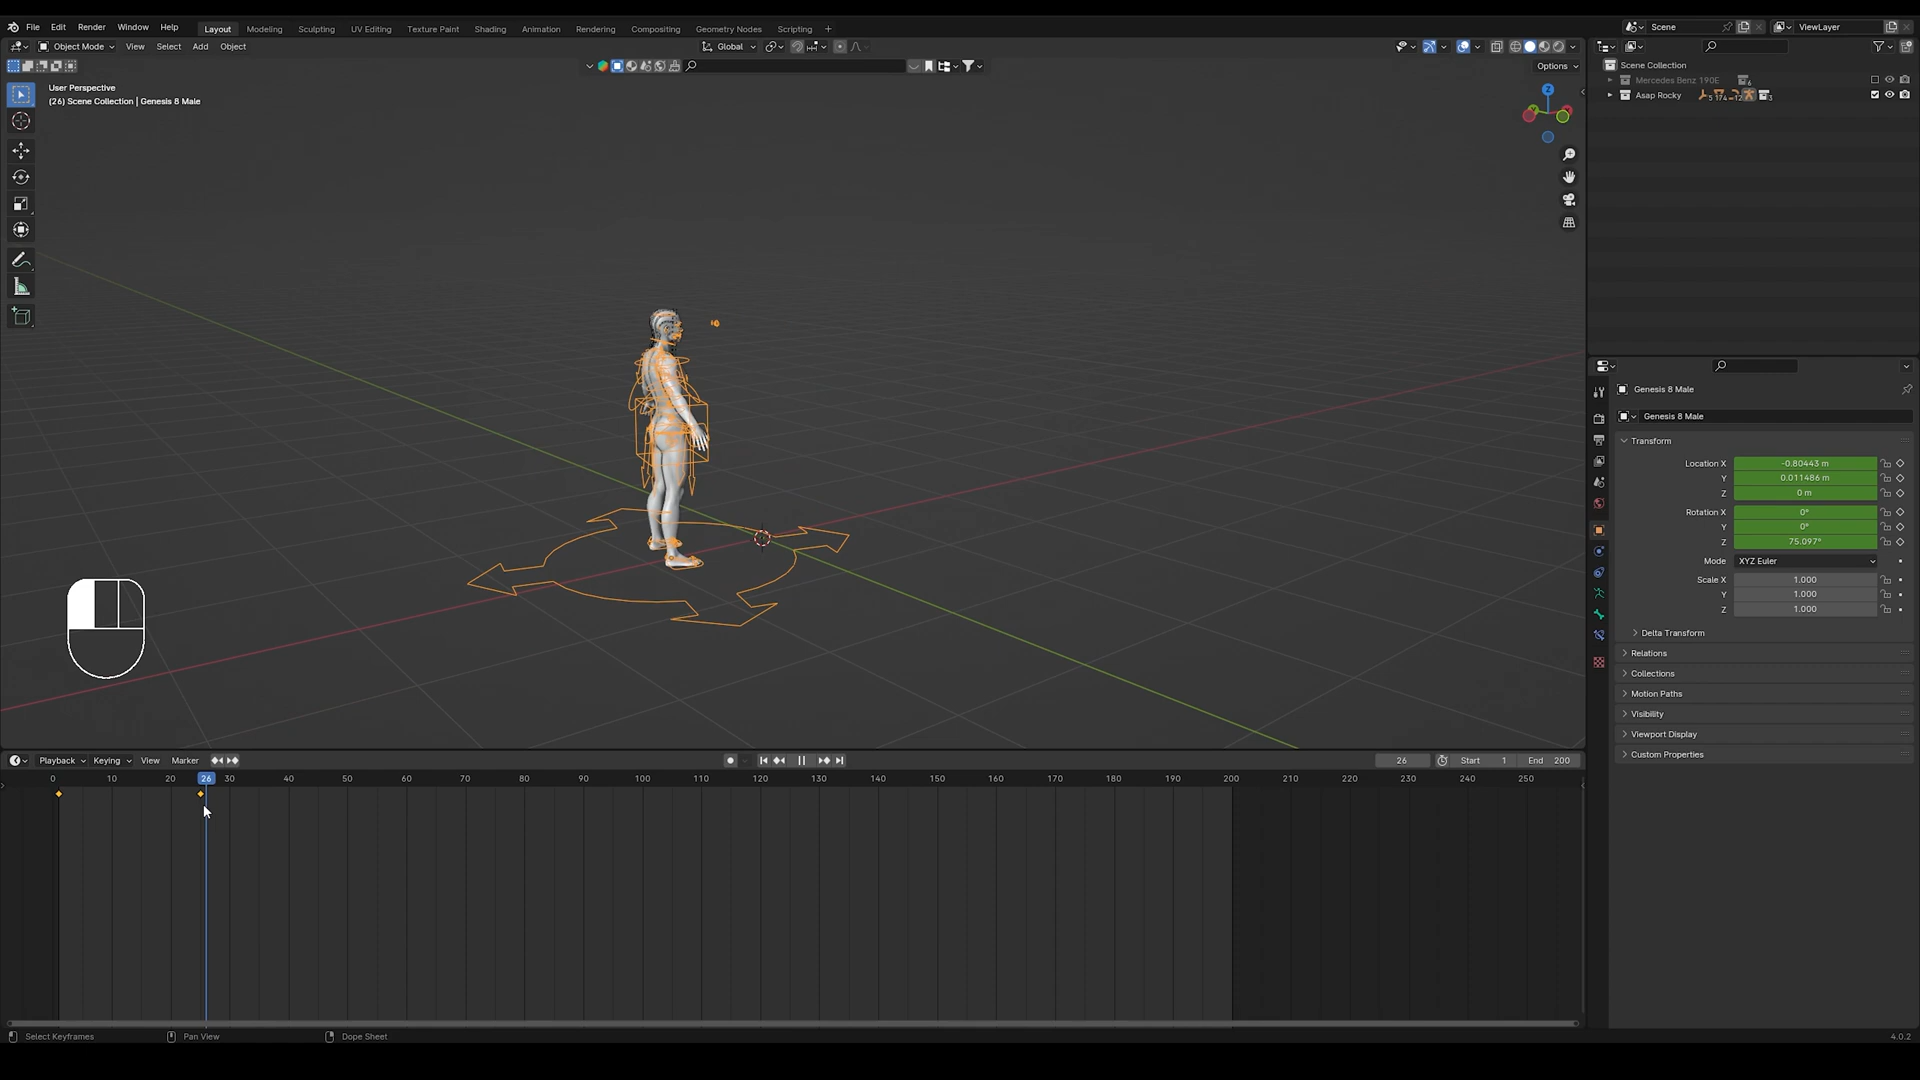 File Edit Render Window Help Layout Modeling Sculpting UV Editing Texture Paint Shading Animation Rendering Compositing Geometry Nodes Scripting + Scene ViewLayer
Object Mode View Select Add Object Global
Options
User Perspective
(26) Scene Collection | Genesis 8 Male
Z
Scene Collection
Mercedes Benz 190E
Asap Rocky
Genesis 8 Male
Genesis 8 Male
Transform
Location X -0.80443 m
Y 0.011486 m
Z 0 m
Rotation X 0°
Y 0°
Z 75.097°
Mode XYZ Euler
Scale X 1.000
Y 1.000
Z 1.000
Delta Transform
Relations
Collections
Motion Paths
Visibility
Viewport Display
Custom Properties
Playback Keying View Marker 26 Start 1 End 200
0 10 20 26 30 40 50 60 70 80 90 100 110 120 130 140 150 160 170 180 190 200 210 220 230 240 250
Select Keyframes Pan View Dope Sheet 4.0.2